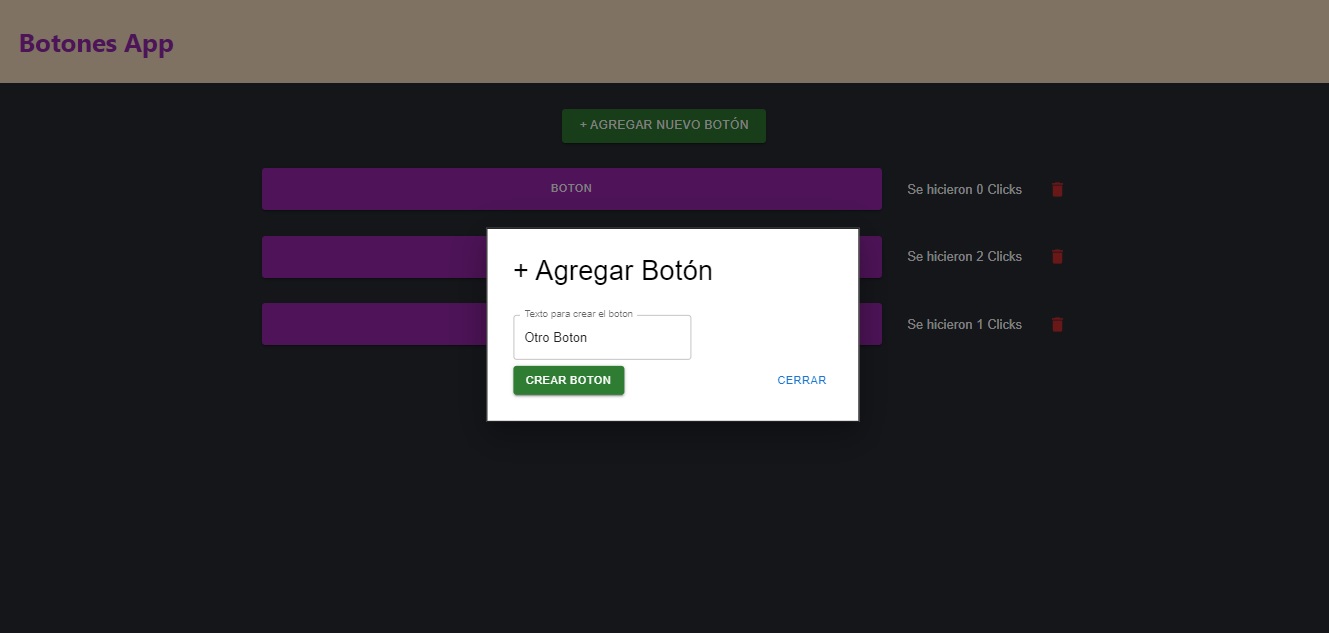 Botones App
+ AGREGAR NUEVO BOTÓN
BOTON
Se hicieron 0 Clicks
Se hicieron 2 Clicks
Se hicieron 1 Clicks
+ Agregar Botón
Texto para crear el boton
Otro Boton
CREAR BOTON
CERRAR